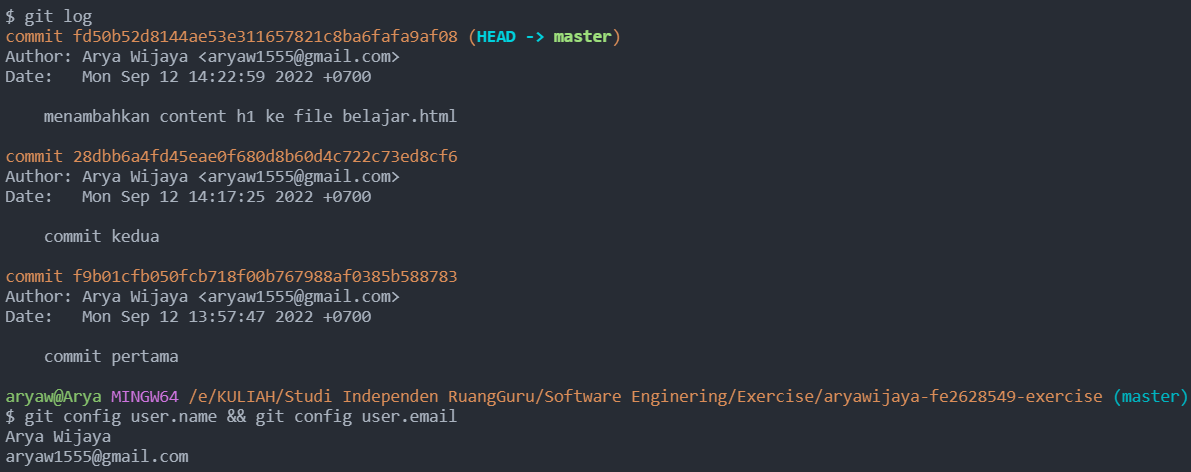 $ git log
commit fd50b52d8144ae53e311657821c8ba6fafa9af08 (HEAD -> master)
Author: Arya Wijaya <aryaw1555@gmail.com>
Date:   Mon Sep 12 14:22:59 2022 +0700
menambahkan content h1 ke file belajar.html
commit 28dbb6a4fd45eae0f680d8b60d4c722c73ed8cf6
Author: Arya Wijaya <aryaw1555@gmail.com>
Date:   Mon Sep 12 14:17:25 2022 +0700
commit kedua
commit f9b01cfb050fcb718f00b767988af0385b588783
Author: Arya Wijaya <aryaw1555@gmail.com>
Date:   Mon Sep 12 13:57:47 2022 +0700
commit pertama
aryaw@Arya MINGW64 /e/KULIAH/Studi Independen RuangGuru/Software Enginering/Exercise/aryawijaya-fe2628549-exercise (master)
$ git config user.name && git config user.email
Arya Wijaya
aryaw1555@gmail.com